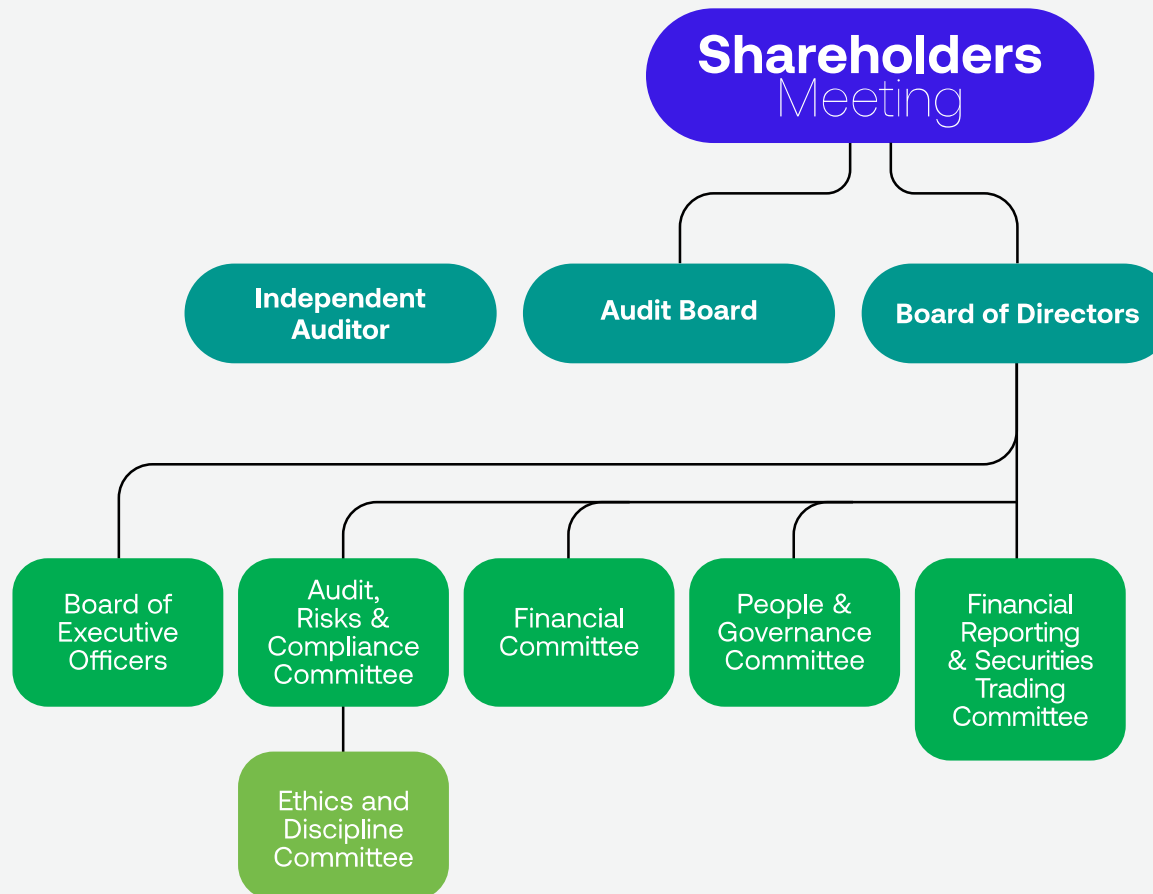 Shareholders
Meeting
Independent
Auditor
Audit Board
Board of Directors
Board of
Executive
Officers
Audit,
Risks &
Compliance
Committee
Financial
Committee
People &
Governance
Committee
Financial
Reporting
& Securities
Trading
Committee
Ethics and
Discipline
Committee